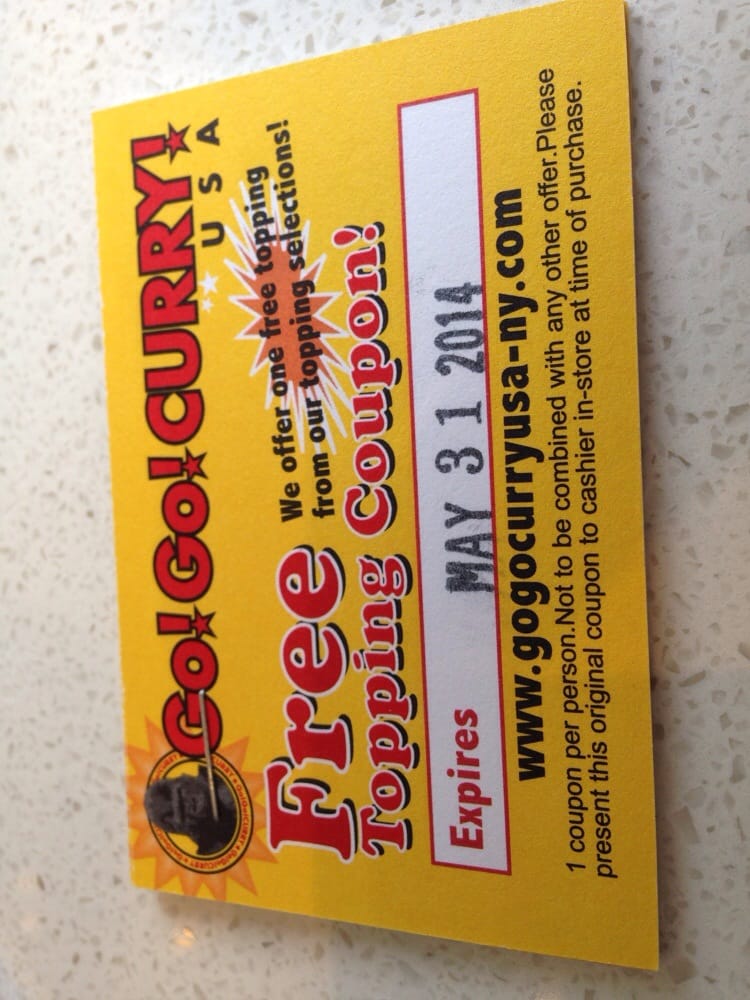 Go! Go! CURRY!
USA
We offer one free topping
from our topping selections!
Free
Topping Coupon!
Expires MAY 31 2014
www.gogocurryusa-ny.com
1 coupon per person.Not to be combined with any other offer.Please
present this original coupon to cashier in-store at time of purchase.